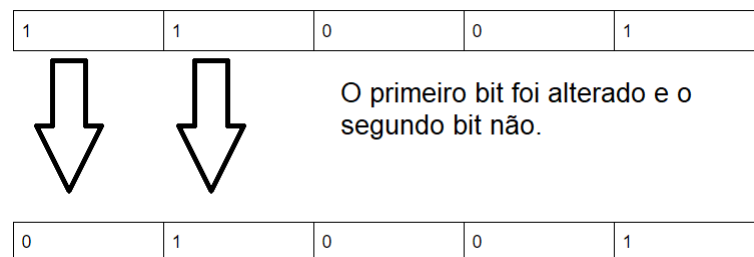 1 1 0 0 1
O primeiro bit foi alterado e o
segundo bit não.
0 1 0 0 1